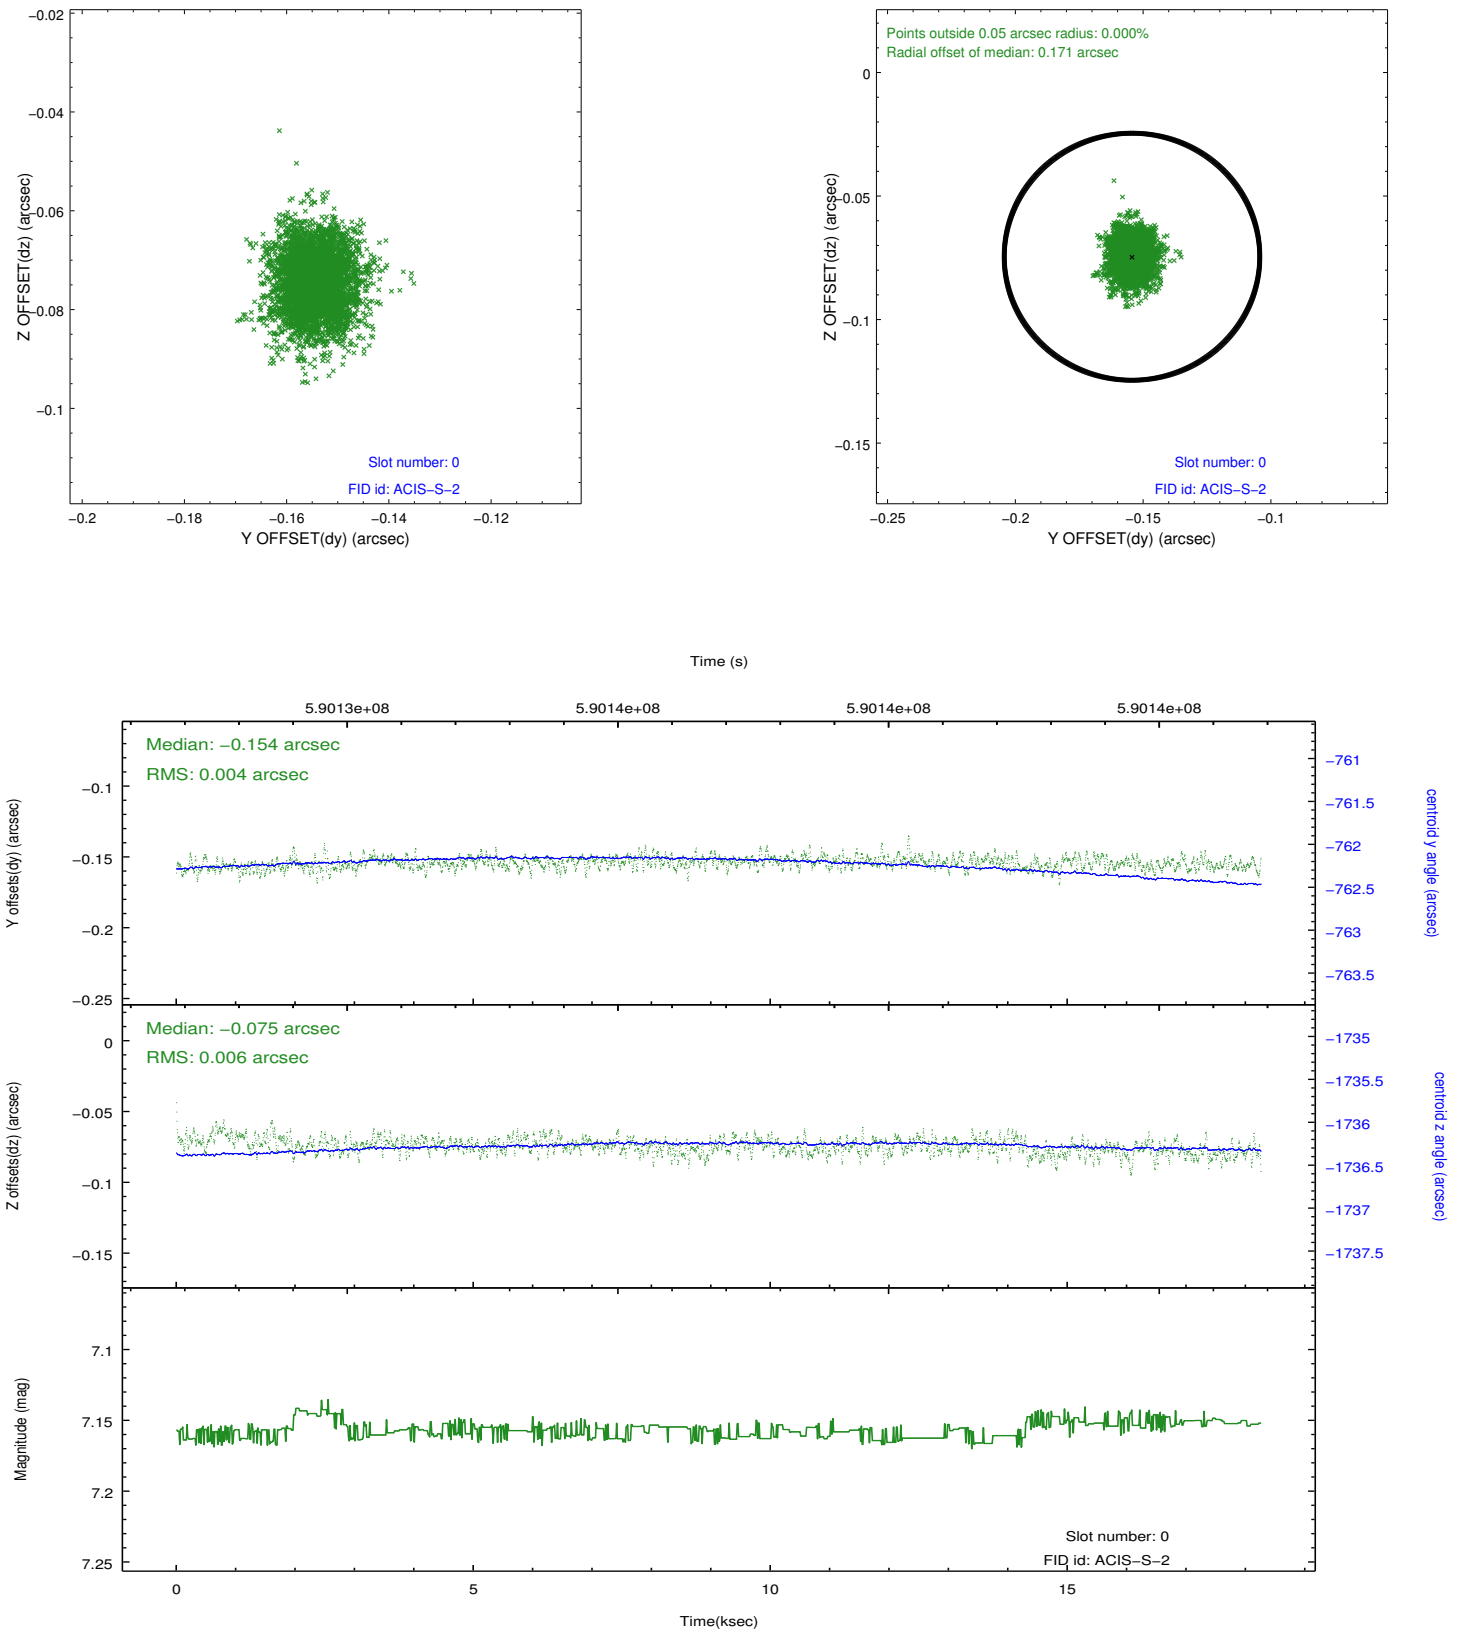 −0.02
−0.04
−0.06
−0.08
−0.1
Z OFFSET(dz) (arcsec)
Slot number: 0
FID id: ACIS−S−2
−0.2 −0.18 −0.16 −0.14 −0.12
Y OFFSET(dy) (arcsec)
Points outside 0.05 arcsec radius: 0.000%
Radial offset of median: 0.171 arcsec
0
−0.05
−0.1
−0.15
Z OFFSET(dz) (arcsec)
Slot number: 0
FID id: ACIS−S−2
−0.25 −0.2 −0.15 −0.1
Y OFFSET(dy) (arcsec)
Time (s)
5.9013e+08 5.9014e+08 5.9014e+08 5.9014e+08
Median: −0.154 arcsec
RMS: 0.004 arcsec
−0.1
−0.15
−0.2
−0.25
Y offsets(dy) (arcsec)
−761
−761.5
−762
−762.5
−763
−763.5
centroid y angle (arcsec)
Median: −0.075 arcsec
RMS: 0.006 arcsec
0
−0.05
−0.1
−0.15
Z offsets(dz) (arcsec)
−1735
−1735.5
−1736
−1736.5
−1737
−1737.5
centroid z angle (arcsec)
7.1
7.15
7.2
7.25
Magnitude (mag)
Slot number: 0
FID id: ACIS−S−2
0 5 10 15
Time(ksec)